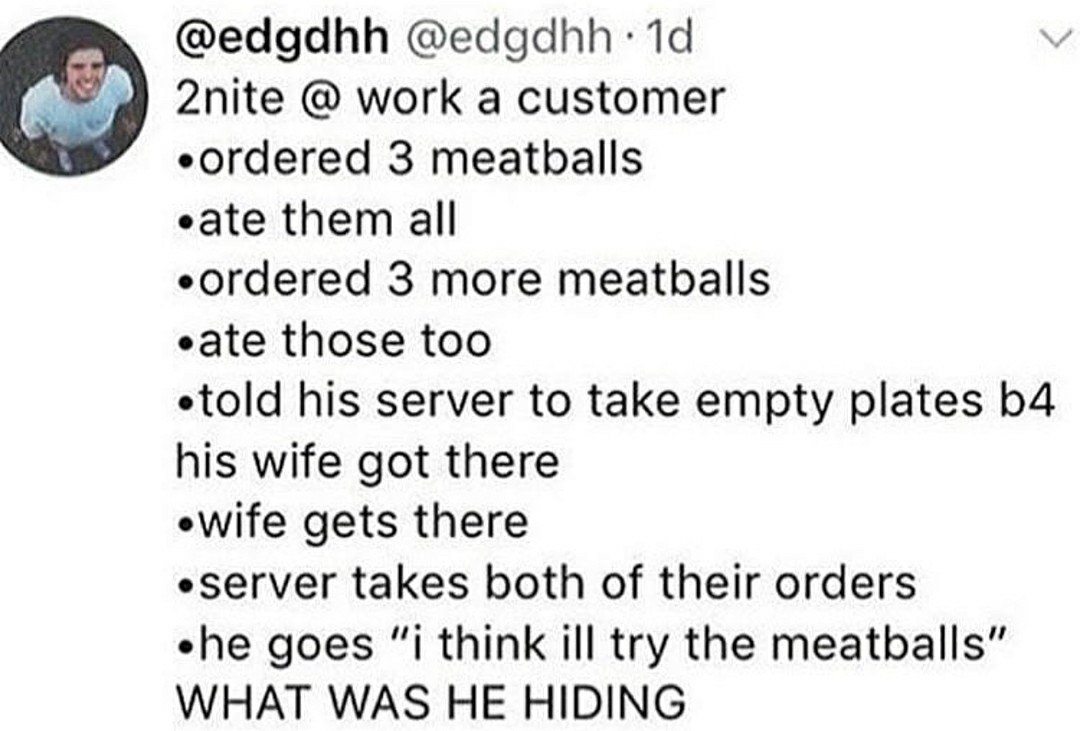 @edgdhh @edgdhh · 1d
2nite @ work a customer
•ordered 3 meatballs
•ate them all
•ordered 3 more meatballs
•ate those too
•told his server to take empty plates b4
his wife got there
•wife gets there
•server takes both of their orders
•he goes “i think ill try the meatballs”
WHAT WAS HE HIDING